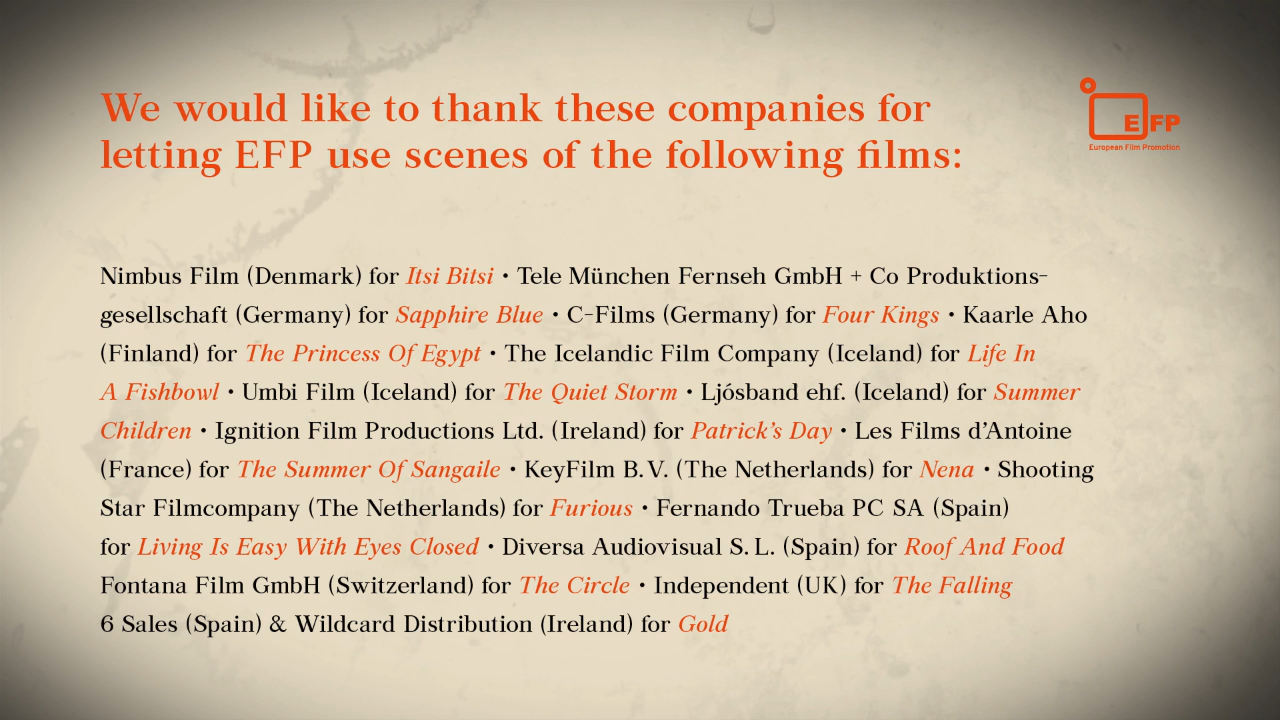 We would like to thank these companies for
letting EFP use scenes of the following films:
E FP
European Film Promotion
Nimbus Film (Denmark) for Itsi Bitsi • Tele München Fernseh GmbH + Co Produktions-
gesellschaft (Germany) for Sapphire Blue • C-Films (Germany) for Four Kings • Kaarle Aho
(Finland) for The Princess Of Egypt • The Icelandic Film Company (Iceland) for Life In
A Fishbowl • Umbi Film (Iceland) for The Quiet Storm • Ljósband ehf. (Iceland) for Summer
Children • Ignition Film Productions Ltd. (Ireland) for Patrick's Day • Les Films d'Antoine
(France) for The Summer Of Sangaile • KeyFilm B. V. (The Netherlands) for Nena • Shooting
Star Filmcompany (The Netherlands) for Furious • Fernando Trueba PC SA (Spain)
for Living Is Easy With Eyes Closed • Diversa Audiovisual S. L. (Spain) for Roof And Food
Fontana Film GmbH (Switzerland) for The Circle • Independent (UK) for The Falling
6 Sales (Spain) & Wildcard Distribution (Ireland) for Gold